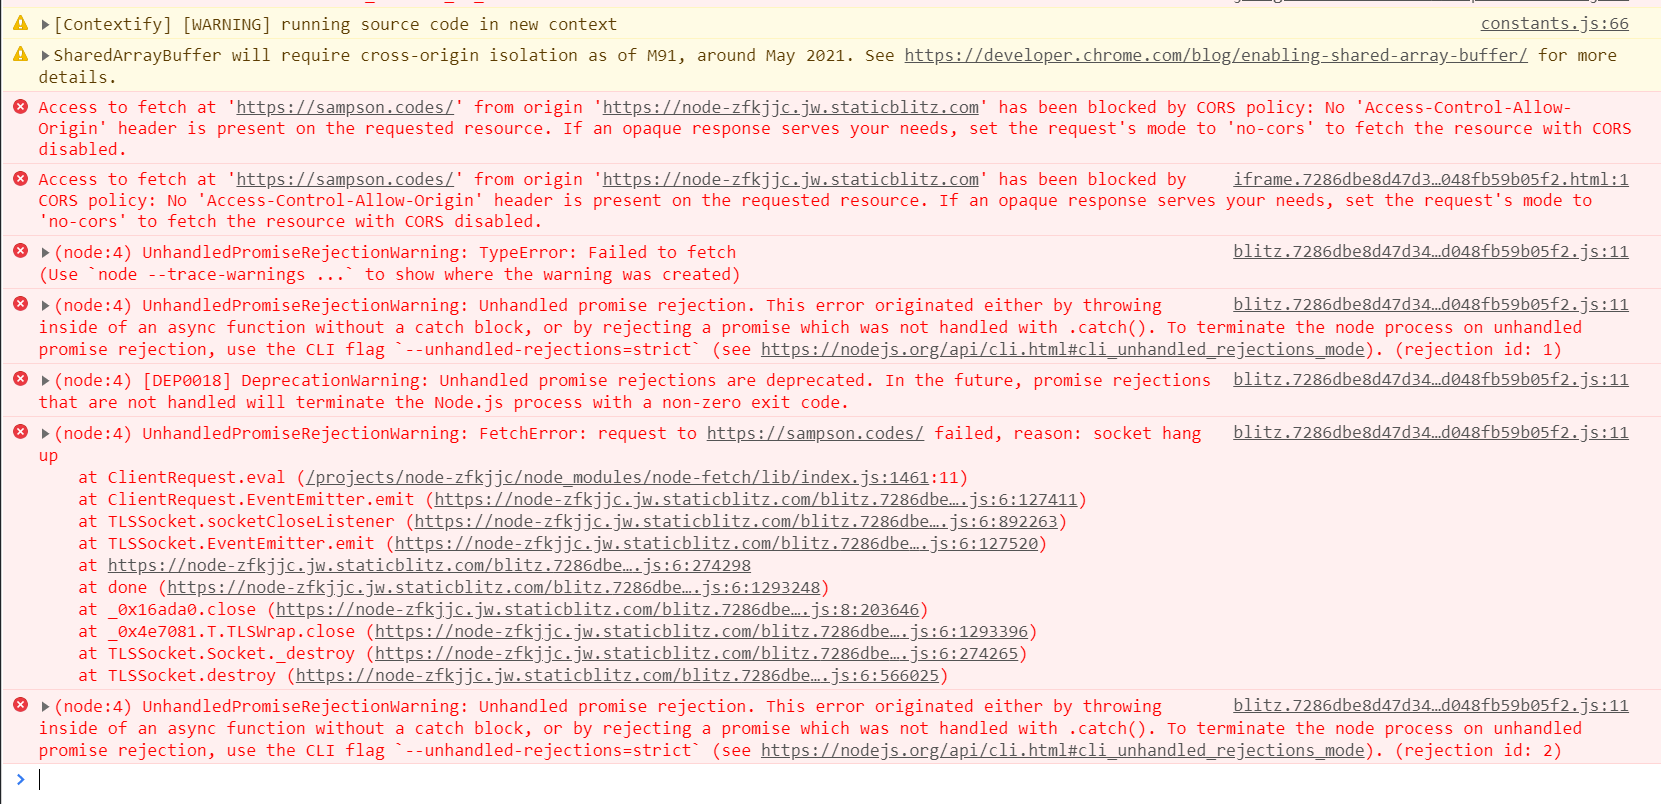 [Contextify] [WARNING] running source code in new context constants.js:66
SharedArrayBuffer will require cross-origin isolation as of M91, around May 2021. See https://developer.chrome.com/blog/enabling-shared-array-buffer/ for more
details.
Access to fetch at 'https://sampson.codes/' from origin 'https://node-zfkjjc.jw.staticblitz.com' has been blocked by CORS policy: No 'Access-Control-Allow-
Origin' header is present on the requested resource. If an opaque response serves your needs, set the request's mode to 'no-cors' to fetch the resource with CORS
disabled.
Access to fetch at 'https://sampson.codes/' from origin 'https://node-zfkjjc.jw.staticblitz.com' has been blocked by iframe.7286dbe8d47d3…048fb59b05f2.html:1
CORS policy: No 'Access-Control-Allow-Origin' header is present on the requested resource. If an opaque response serves your needs, set the request's mode to
'no-cors' to fetch the resource with CORS disabled.
(node:4) UnhandledPromiseRejectionWarning: TypeError: Failed to fetch blitz.7286dbe8d47d34…d048fb59b05f2.js:11
(Use `node --trace-warnings ...` to show where the warning was created)
(node:4) UnhandledPromiseRejectionWarning: Unhandled promise rejection. This error originated either by throwing blitz.7286dbe8d47d34…d048fb59b05f2.js:11
inside of an async function without a catch block, or by rejecting a promise which was not handled with .catch(). To terminate the node process on unhandled
promise rejection, use the CLI flag `--unhandled-rejections=strict` (see https://nodejs.org/api/cli.html#cli_unhandled_rejections_mode). (rejection id: 1)
(node:4) [DEP0018] DeprecationWarning: Unhandled promise rejections are deprecated. In the future, promise rejections blitz.7286dbe8d47d34…d048fb59b05f2.js:11
that are not handled will terminate the Node.js process with a non-zero exit code.
(node:4) UnhandledPromiseRejectionWarning: FetchError: request to https://sampson.codes/ failed, reason: socket hang blitz.7286dbe8d47d34…d048fb59b05f2.js:11
up
at ClientRequest.eval (/projects/node-zfkjjc/node_modules/node-fetch/lib/index.js:1461:11)
at ClientRequest.EventEmitter.emit (https://node-zfkjjc.jw.staticblitz.com/blitz.7286dbe….js:6:127411)
at TLSSocket.socketCloseListener (https://node-zfkjjc.jw.staticblitz.com/blitz.7286dbe….js:6:892263)
at TLSSocket.EventEmitter.emit (https://node-zfkjjc.jw.staticblitz.com/blitz.7286dbe….js:6:127520)
at https://node-zfkjjc.jw.staticblitz.com/blitz.7286dbe….js:6:274298
at done (https://node-zfkjjc.jw.staticblitz.com/blitz.7286dbe….js:6:1293248)
at _0x16ada0.close (https://node-zfkjjc.jw.staticblitz.com/blitz.7286dbe….js:8:203646)
at _0x4e7081.T.TLSWrap.close (https://node-zfkjjc.jw.staticblitz.com/blitz.7286dbe….js:6:1293396)
at TLSSocket.Socket._destroy (https://node-zfkjjc.jw.staticblitz.com/blitz.7286dbe….js:6:274265)
at TLSSocket.destroy (https://node-zfkjjc.jw.staticblitz.com/blitz.7286dbe….js:6:566025)
(node:4) UnhandledPromiseRejectionWarning: Unhandled promise rejection. This error originated either by throwing blitz.7286dbe8d47d34…d048fb59b05f2.js:11
inside of an async function without a catch block, or by rejecting a promise which was not handled with .catch(). To terminate the node process on unhandled
promise rejection, use the CLI flag `--unhandled-rejections=strict` (see https://nodejs.org/api/cli.html#cli_unhandled_rejections_mode). (rejection id: 2)